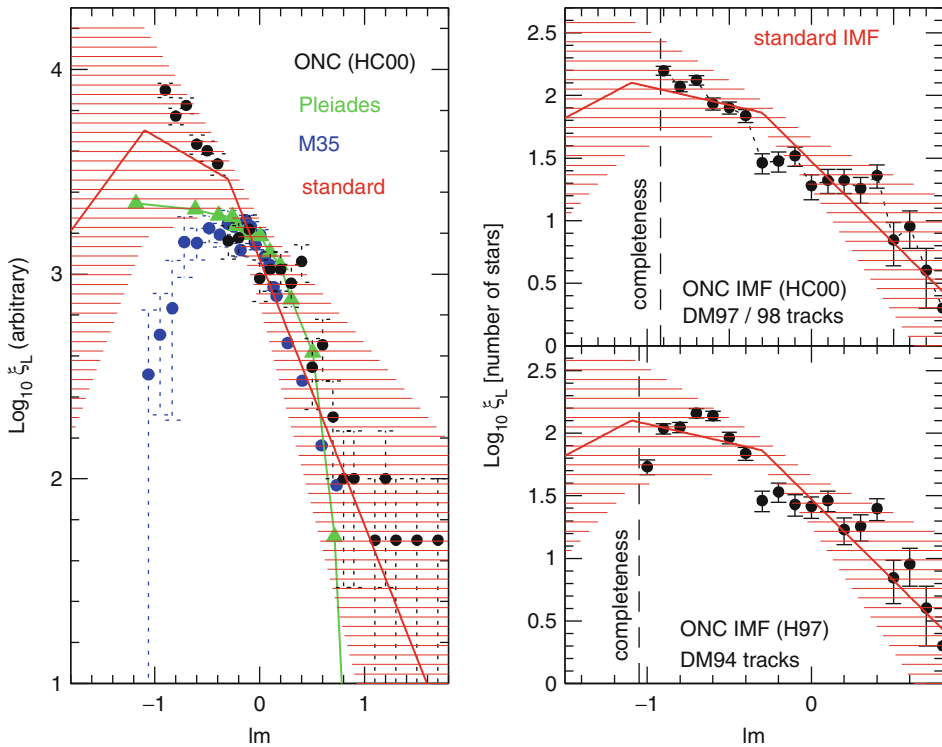 Log₁₀ ξL (arbitrary)
4
3
2
1
ONC (HC00)
Pleiades
M35
standard
−1
0
1
lm
Log₁₀ ξL [number of stars]
2.5
2
1.5
1
0.5
0
standard IMF
completeness
ONC IMF (HC00)
DM97 / 98 tracks
2.5
2
1.5
1
0.5
0
completeness
ONC IMF (H97)
DM94 tracks
−1
0
lm